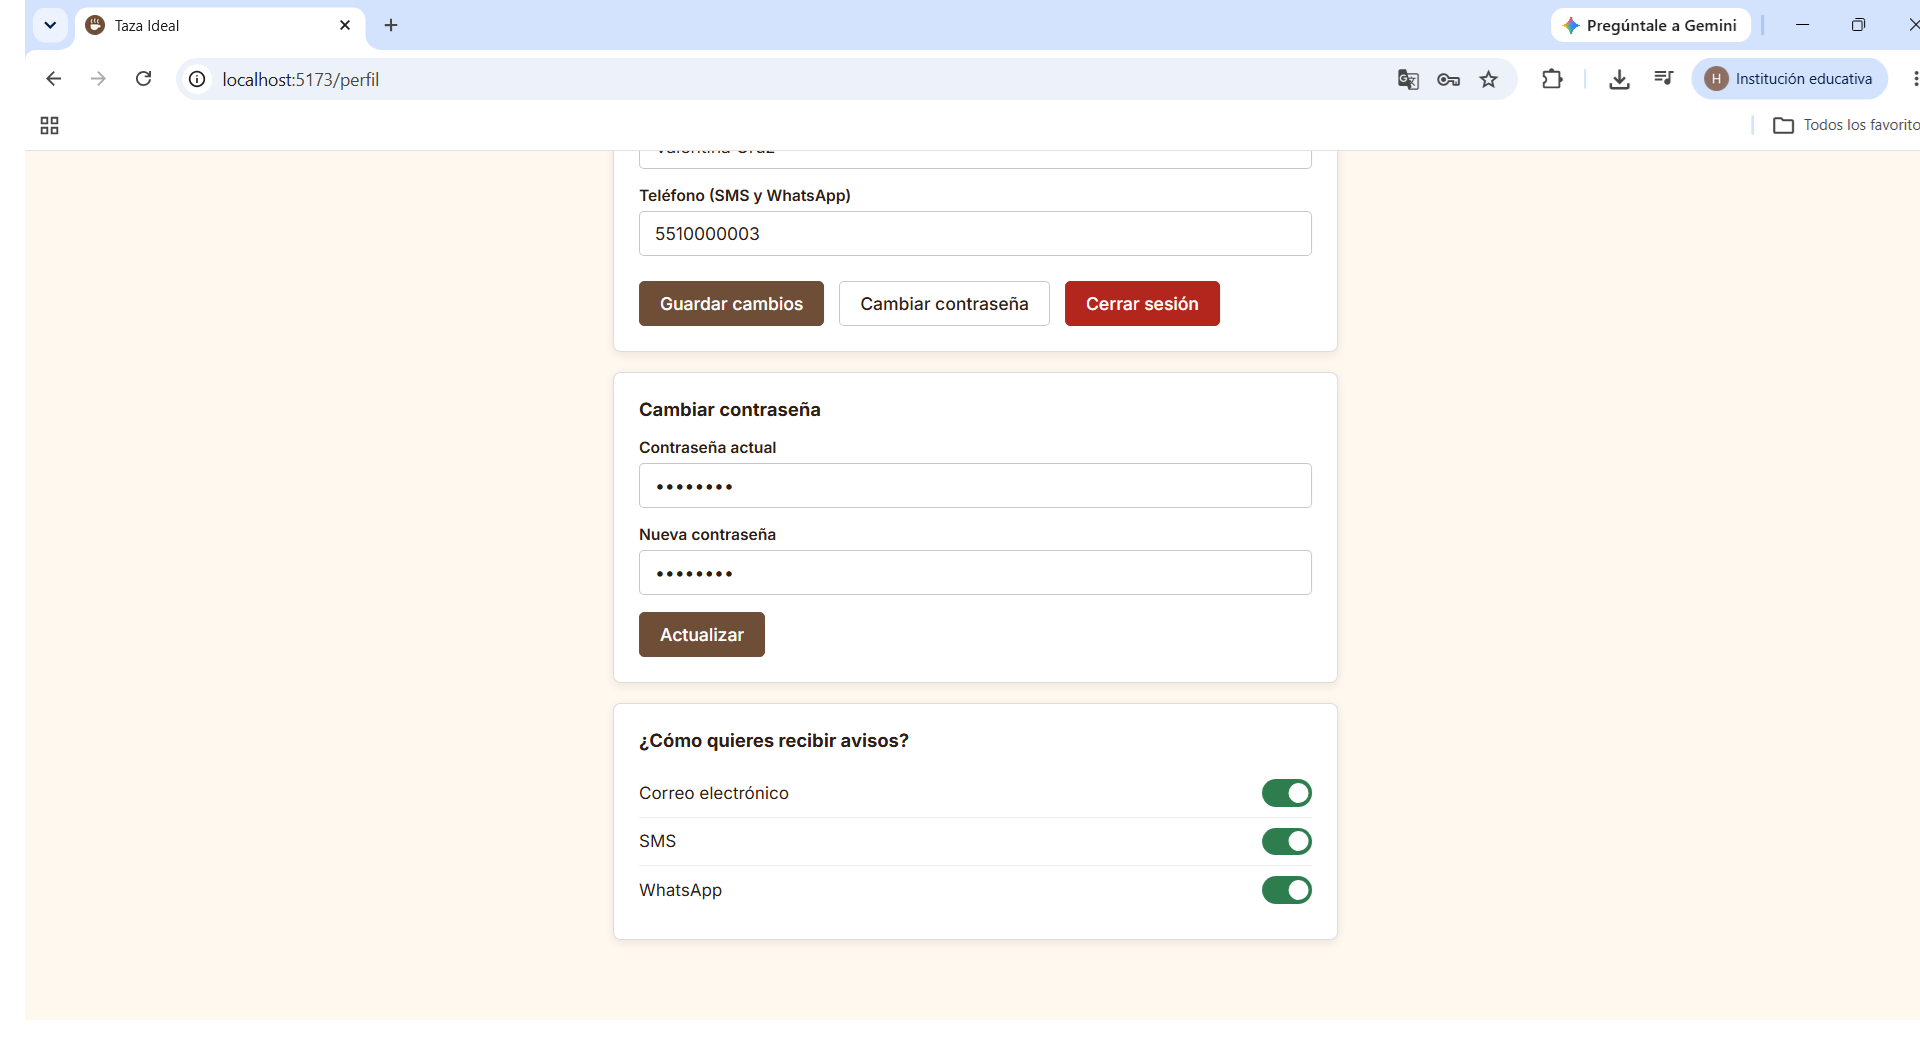 Taza Ideal
Pregúntale a Gemini
localhost:5173/perfil
H Institución educativa
Todos los favorito
Teléfono (SMS y WhatsApp)
5510000003
Guardar cambios Cambiar contraseña Cerrar sesión
Cambiar contraseña
Contraseña actual
••••••••
Nueva contraseña
••••••••
Actualizar
¿Cómo quieres recibir avisos?
Correo electrónico
SMS
WhatsApp